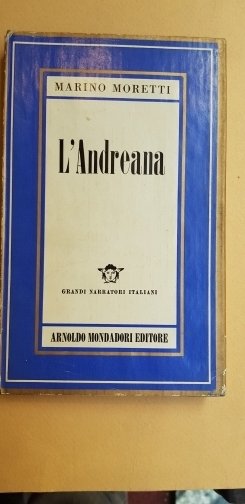 MARINO MORETTI
L'Andreana
GRANDI NARRATORI ITALIANI
ARNOLDO MONDADORI EDITORE